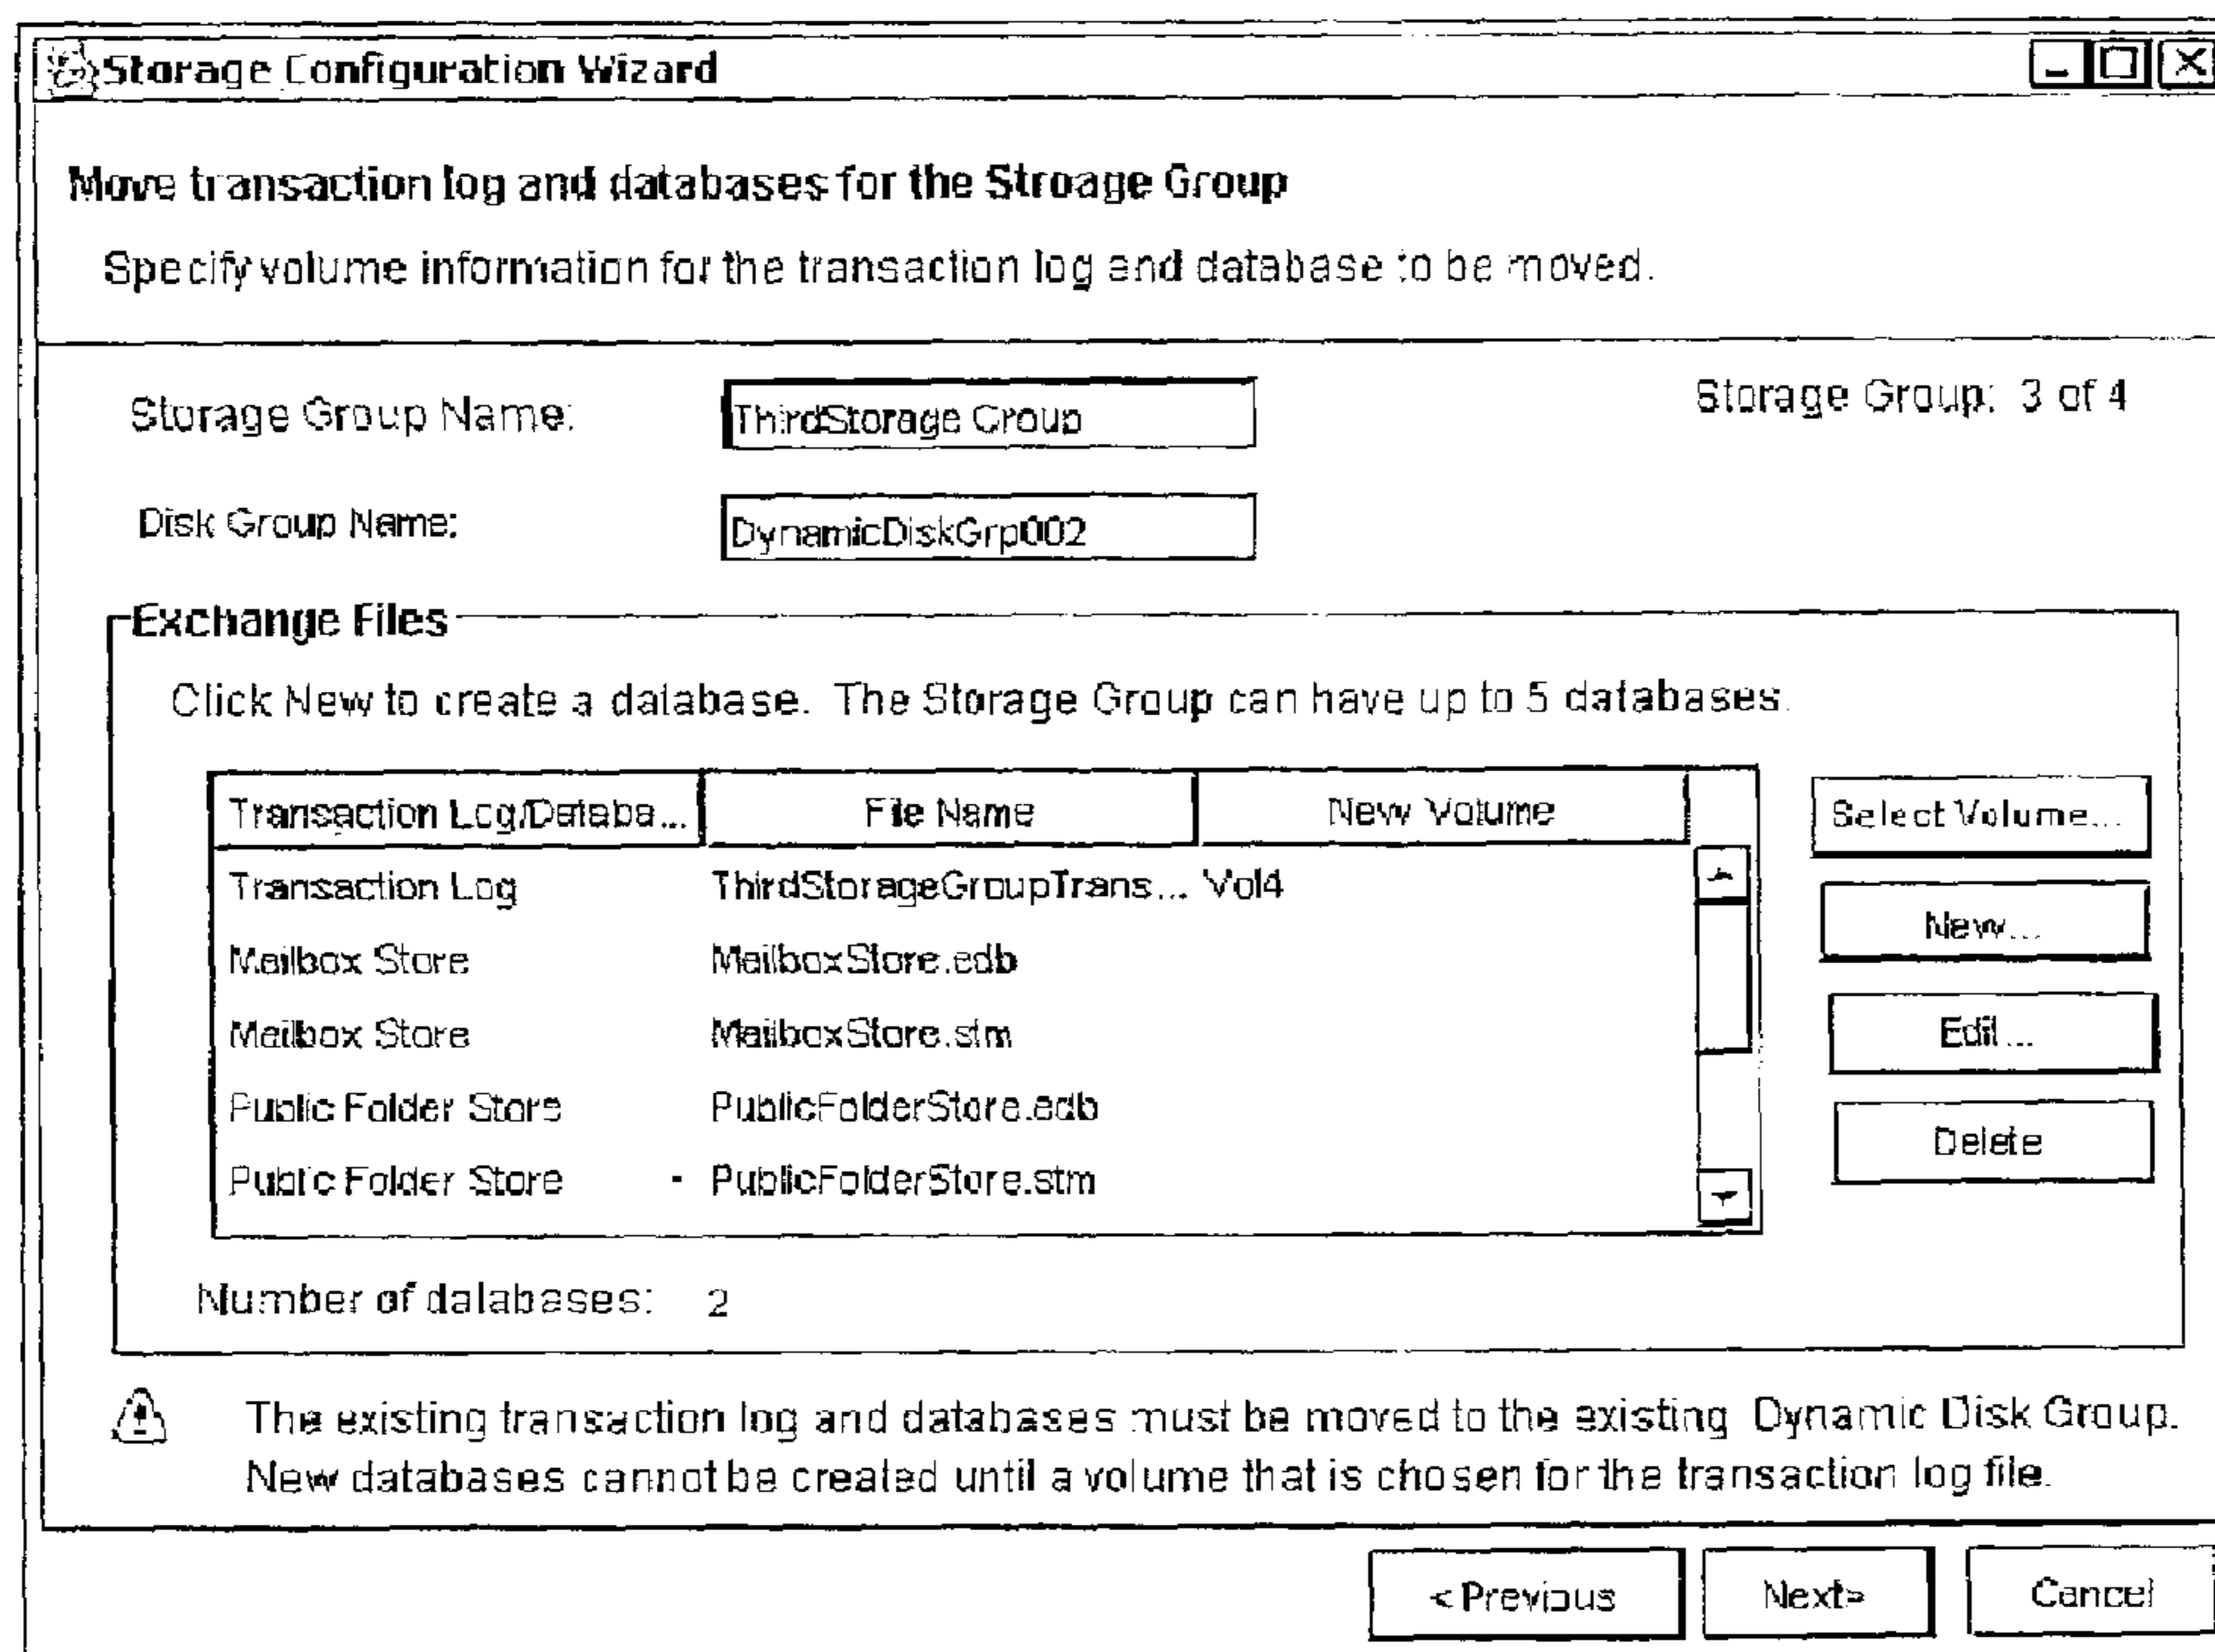 Storage Configuration Wizard
Move transaction log and databases for the Stroage Group
Specify volume information for the transaction log and database to be moved.
Storage Group Name: ThirdStorage Group Storage Group: 3 of 4
Disk Group Name: DynamicDiskGrp002
Exchange Files
Click New to create a database. The Storage Group can have up to 5 databases.
Transaction Log/Databa... File Name New Volume Select Volume...
Transaction Log ThirdStorageGroupTrans... Vol4
New...
Mailbox Store MailboxStore.edb
Mailbox Store MailboxStore.stm Edit...
Public Folder Store PublicFolderStore.edb
Delete
Public Folder Store PublicFolderStore.stm
Number of databases: 2
The existing transaction log and databases must be moved to the existing Dynamic Disk Group.
New databases cannot be created until a volume that is chosen for the transaction log file.
< Previous Next> Cancel